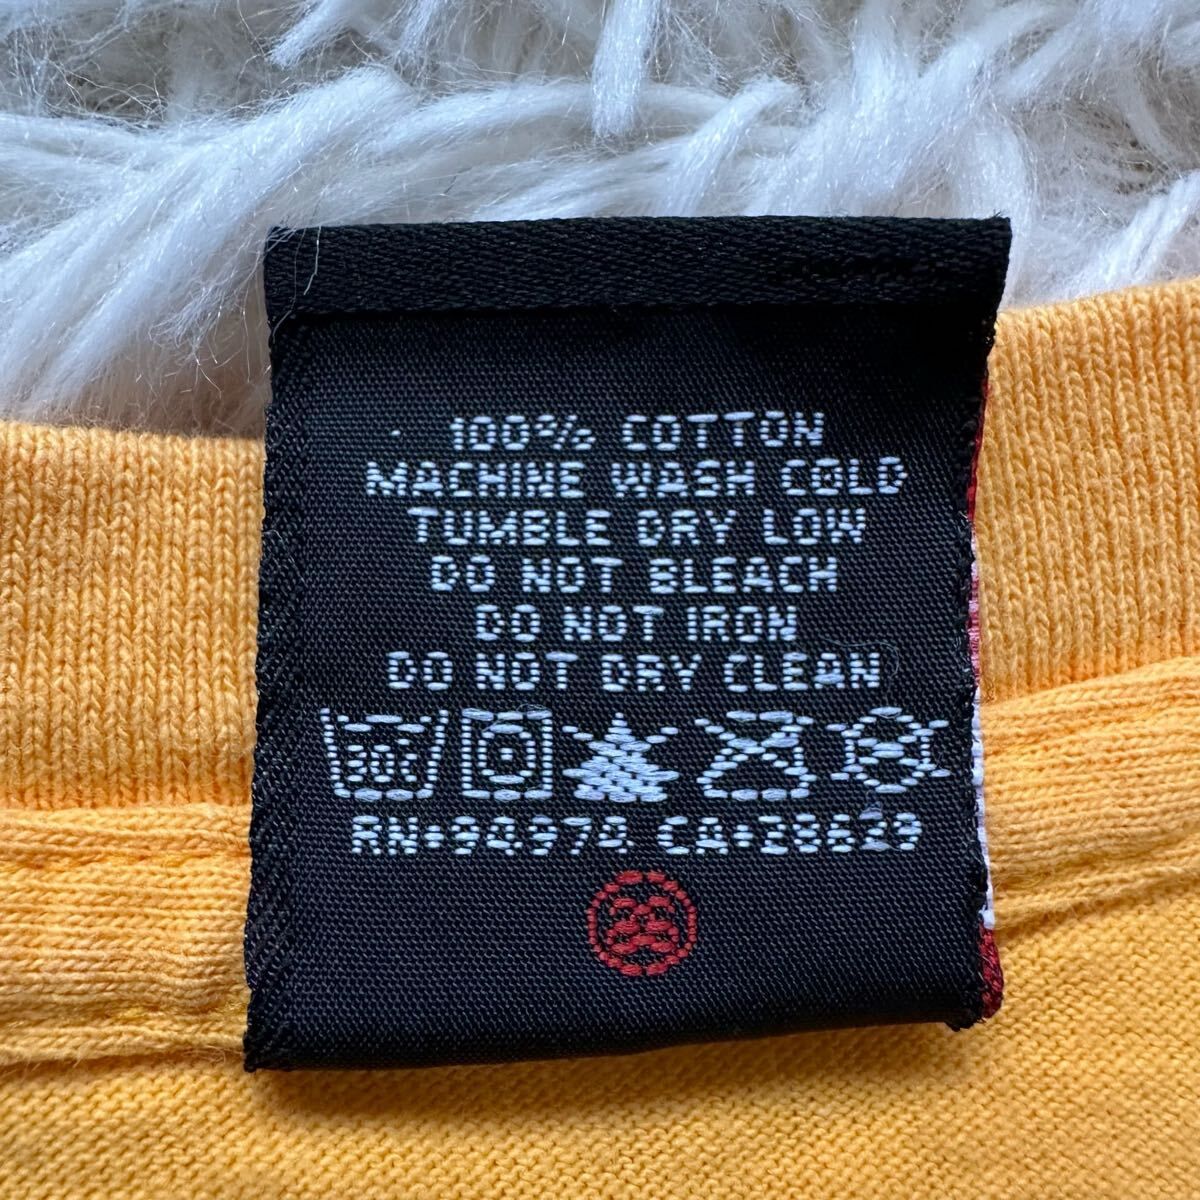 100% COTTON
MACHINE WASH COLD
TUMBLE DRY LOW
DO NOT BLEACH
DO NOT IRON
DO NOT DRY CLEAN
30c
RN•94974 CA•28629